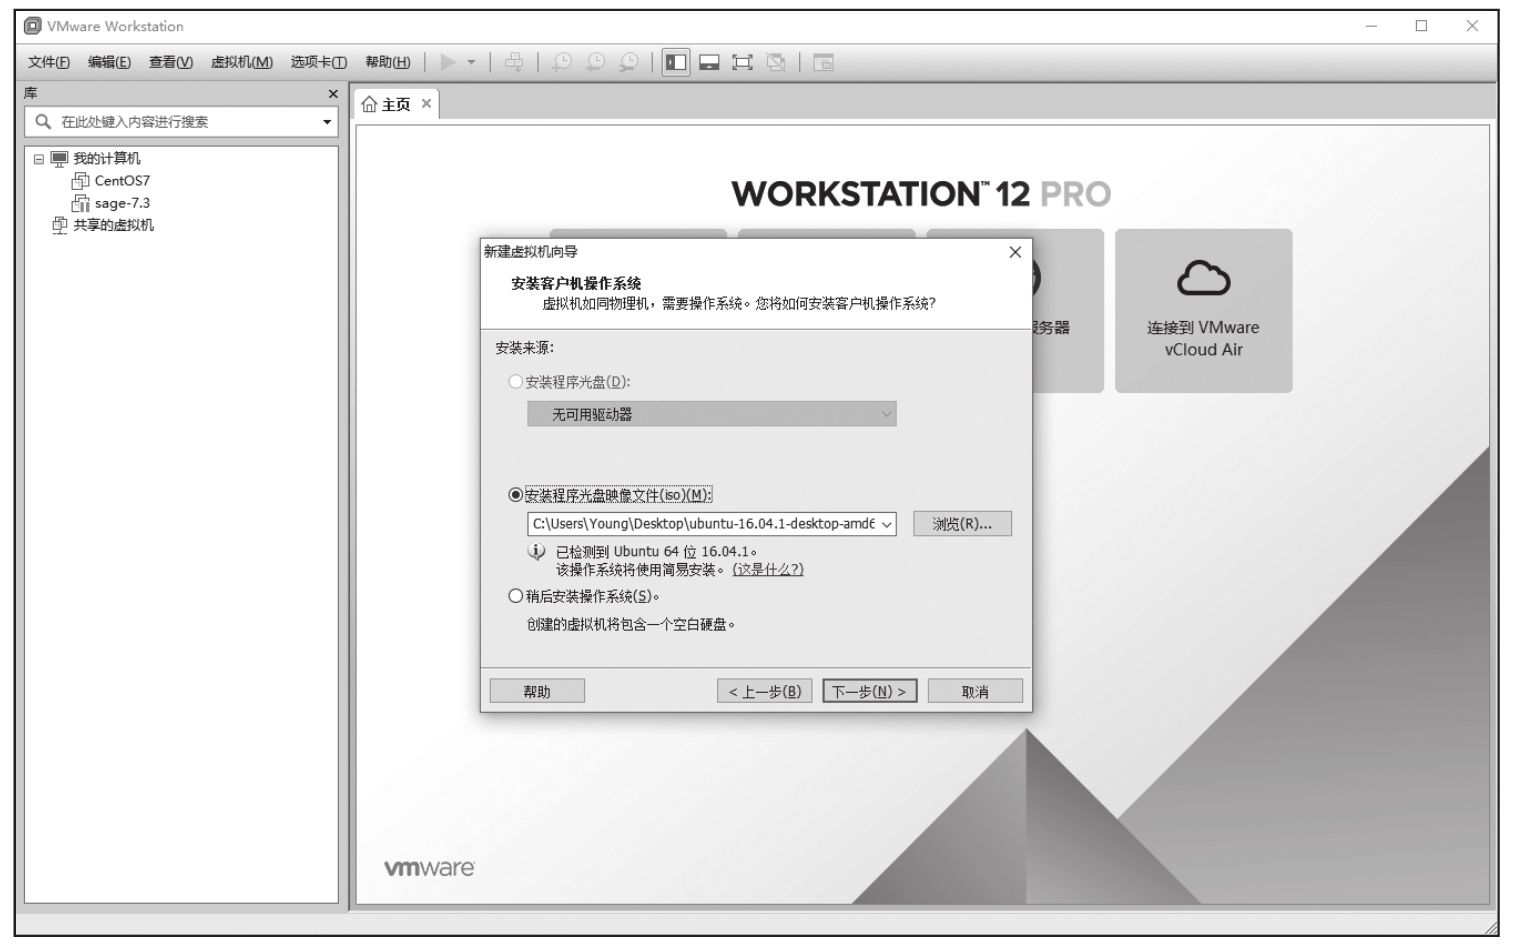 VMware Workstation
文件(F) 编辑(E) 查看(V) 虚拟机(M) 选项卡(T) 帮助(H)
库
在此处键入内容进行搜索
我的计算机
CentOS7
sage-7.3
共享的虚拟机
主页
WORKSTATION™ 12 PRO
服务器
连接到 VMware
vCloud Air
新建虚拟机向导
安装客户机操作系统
虚拟机如同物理机，需要操作系统。您将如何安装客户机操作系统?
安装来源:
安装程序光盘(D):
无可用驱动器
安装程序光盘映像文件(iso)(M):
C:\Users\Young\Desktop\ubuntu-16.04.1-desktop-amd6
浏览(R)...
已检测到 Ubuntu 64 位 16.04.1。
该操作系统将使用简易安装。(这是什么?)
稍后安装操作系统(S)。
创建的虚拟机将包含一个空白硬盘。
帮助
< 上一步(B)
下一步(N) >
取消
vmware